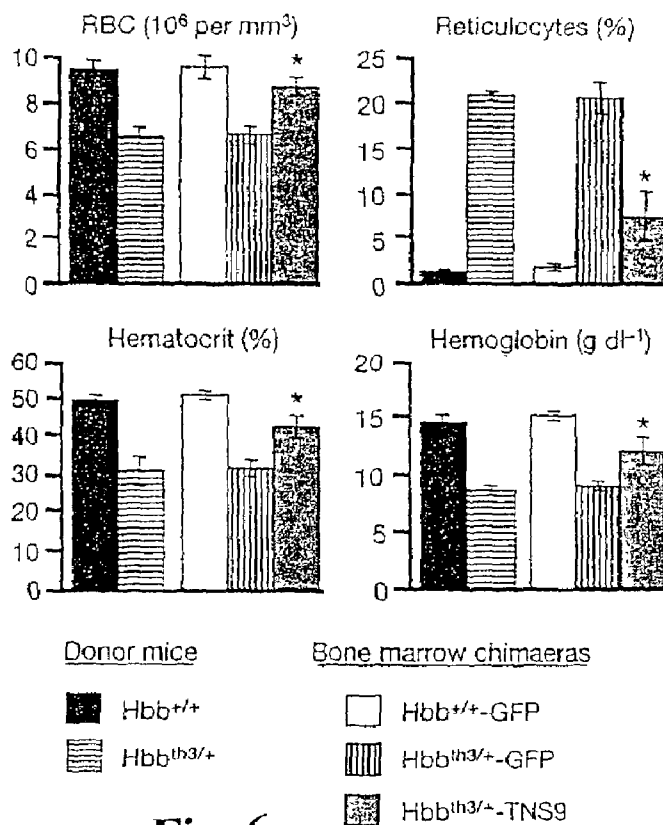 RBC (10⁶ per mm³)
10
8
6
4
2
0
*
Reticulocytes (%)
25
20
15
10
5
0
*
Hematocrit (%)
60
50
40
30
20
10
0
*
Hemoglobin (g dl⁻¹)
20
15
10
5
0
*
Donor mice
Hbb⁺/⁺
Hbbᵗʰ³/⁺
Bone marrow chimaeras
Hbb⁺/⁺-GFP
Hbbᵗʰ³/⁺-GFP
Hbbᵗʰ³/⁺-TNS9